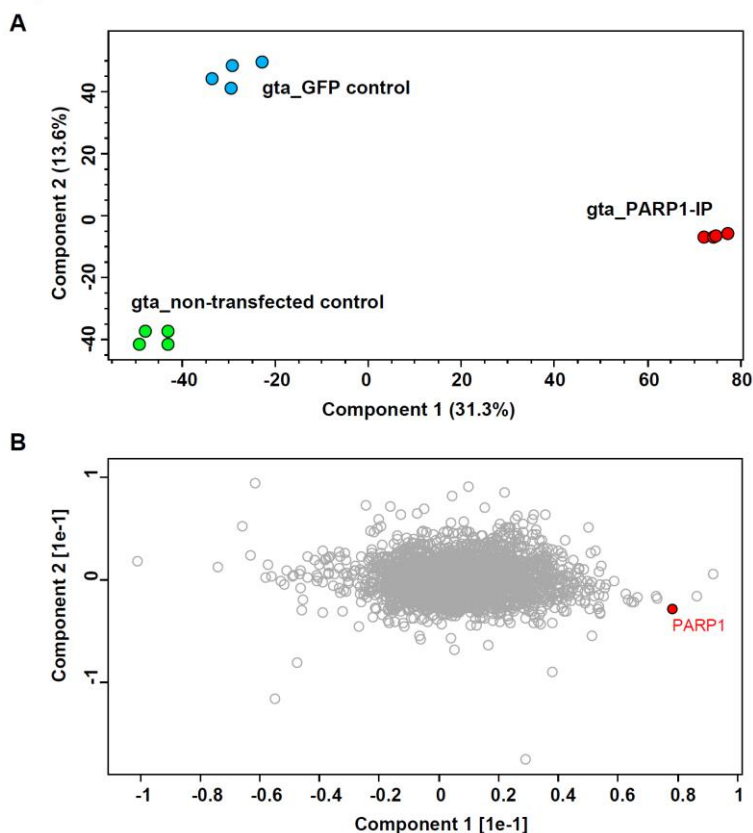 A
gta_GFP control
gta_PARP1-IP
gta_non-transfected control
Component 2 (13.6%)
40
20
0
-20
-40
-40
-20
0
20
40
60
80
Component 1 (31.3%)
B
Component 2 [1e-1]
1
0
-1
PARP1
-1
-0.8
-0.6
-0.4
-0.2
0
0.2
0.4
0.6
0.8
1
Component 1 [1e-1]